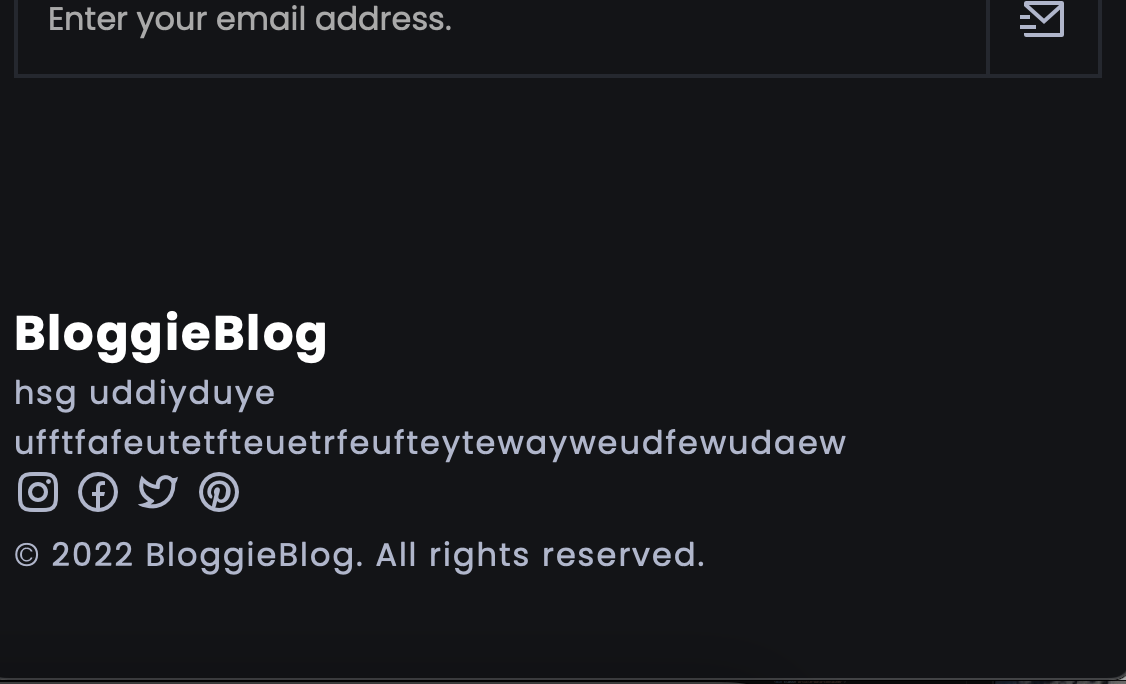 Enter your email address.
BloggieBlog
hsg uddiyduye
ufftfafeutetfteuetrfeufteytewayweudfewudaew
© 2022 BloggieBlog. All rights reserved.